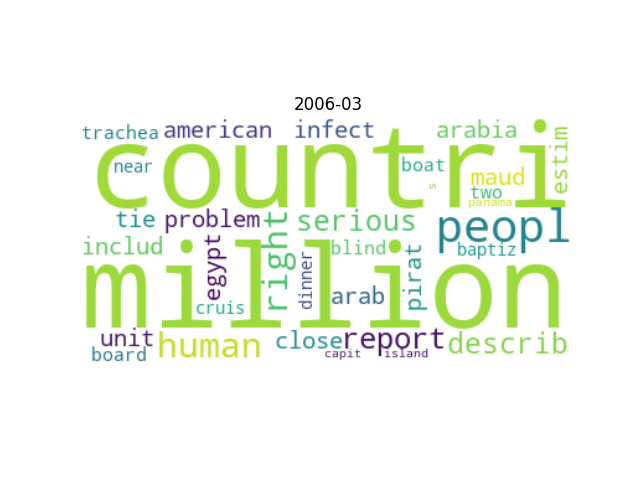 2006-03
trachea american infect arabia
countri
near boat maud estim
s two
panama
tie problem serious peopl
includ egypt right blind pirat baptiz
million
dinner arab
cruis
unit human close report describ
board capit island